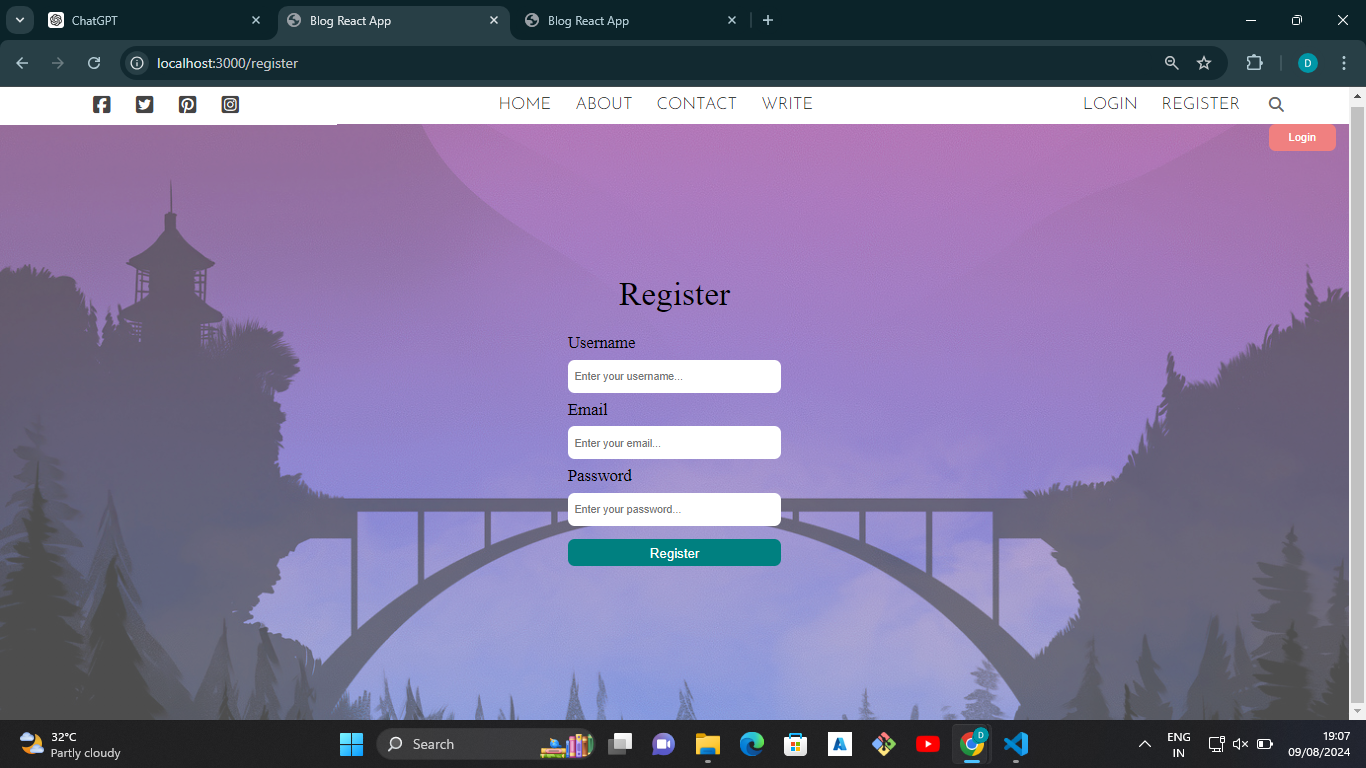 ChatGPT
Blog React App
Blog React App
localhost:3000/register
D
HOME ABOUT CONTACT WRITE
LOGIN REGISTER
Login
Register
Username
Enter your username...
Email
Enter your email...
Password
Enter your password...
Register
32°C
Partly cloudy
Search
D
ENG
IN
19:07
09/08/2024